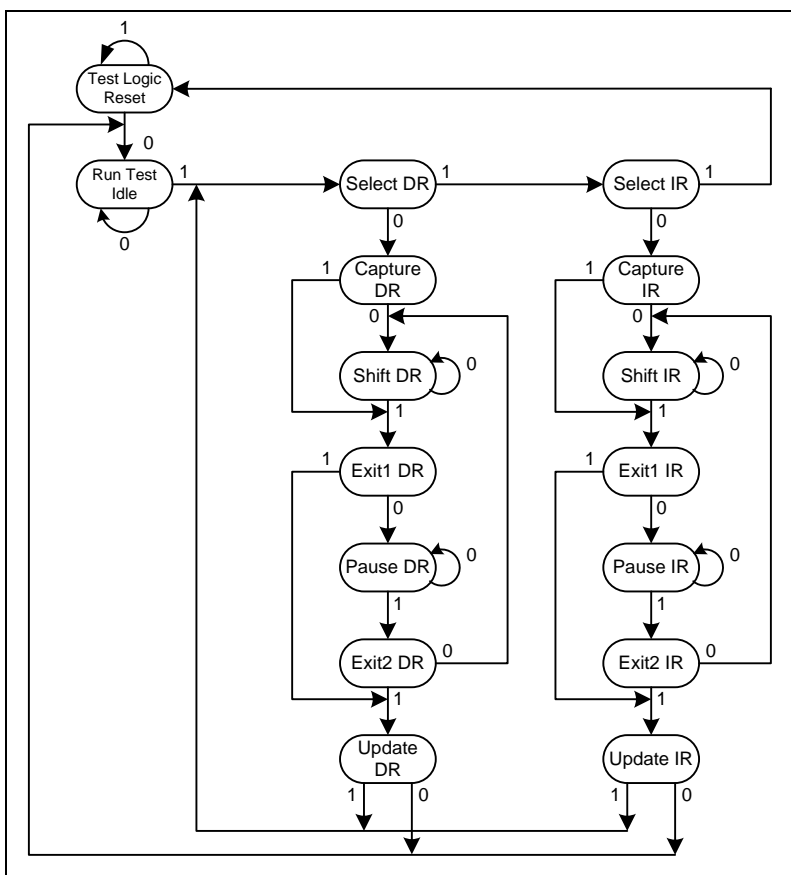 1
Test Logic
Reset
0
Run Test
Idle
1
0
Select DR
1
0
Select IR
1
0
Capture
DR
1
0
Capture
IR
1
0
Shift DR
0
1
Shift IR
0
1
Exit1 DR
1
0
Exit1 IR
1
0
Pause DR
0
1
Pause IR
0
1
Exit2 DR
0
1
Exit2 IR
0
1
Update
DR
1
0
Update IR
1
0